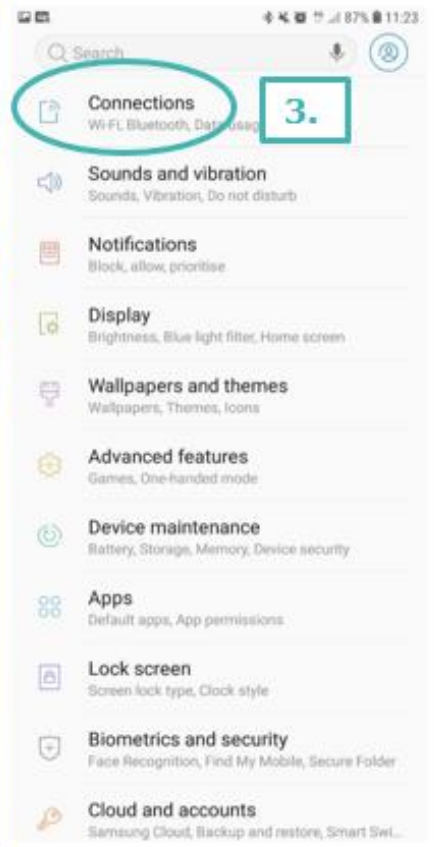 87% 11:23
Search
Connections
3.
Wi-Fi, Bluetooth, Data usag
Sounds and vibration
Sounds, Vibration, Do not disturb
Notifications
Block, allow, prioritise
Display
Brightness, Blue light filter, Home screen
Wallpapers and themes
Wallpapers, Themes, Icons
Advanced features
Games, One-handed mode
Device maintenance
Battery, Storage, Memory, Device security
Apps
Default apps, App permissions
Lock screen
Screen lock type, Clock style
Biometrics and security
Face Recognition, Find My Mobile, Secure Folder
Cloud and accounts
Samsung Cloud, Backup and restore, Smart Swi...